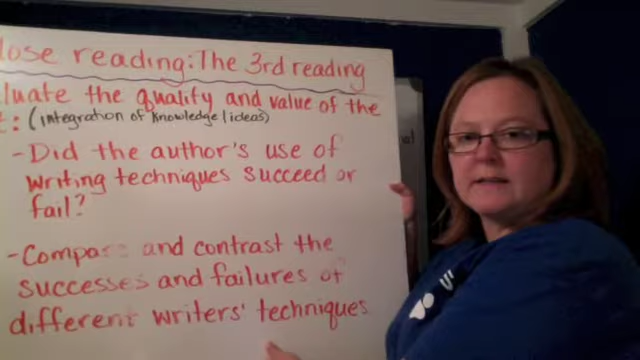 lose reading: The 3rd reading
luate the quality and value of the
t: (integration of knowledge/ideas)
- Did the author's use of
writing techniques succeed or
fail?
- Compare and contrast the
successes and failures of
different writers' techniques